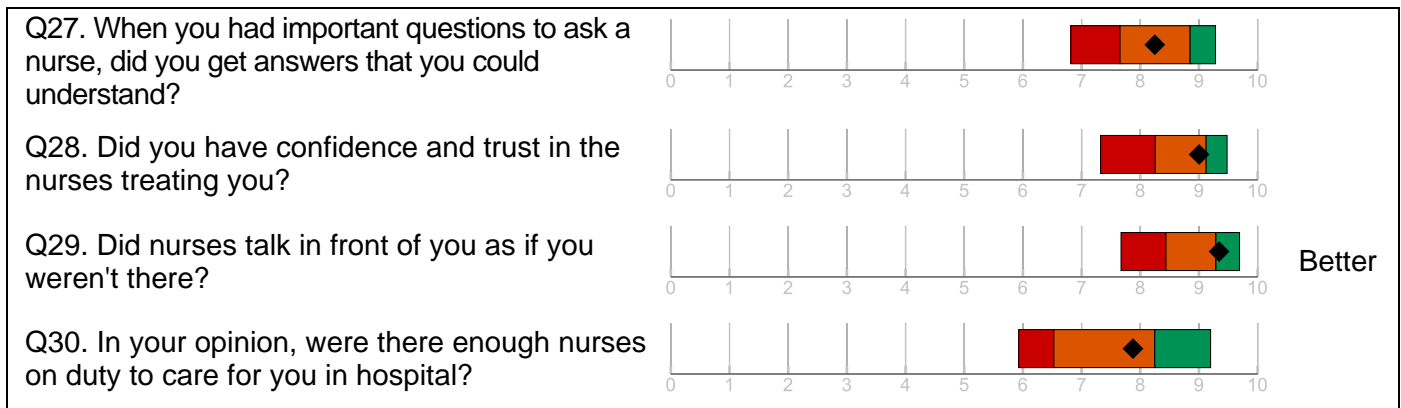 Q27. When you had important questions to ask a
nurse, did you get answers that you could
understand?
0 1 2 3 4 5 6 7 8 9 10
Q28. Did you have confidence and trust in the
nurses treating you?
0 1 2 3 4 5 6 7 8 9 10
Q29. Did nurses talk in front of you as if you
weren't there?
0 1 2 3 4 5 6 7 8 9 10
Better
Q30. In your opinion, were there enough nurses
on duty to care for you in hospital?
0 1 2 3 4 5 6 7 8 9 10